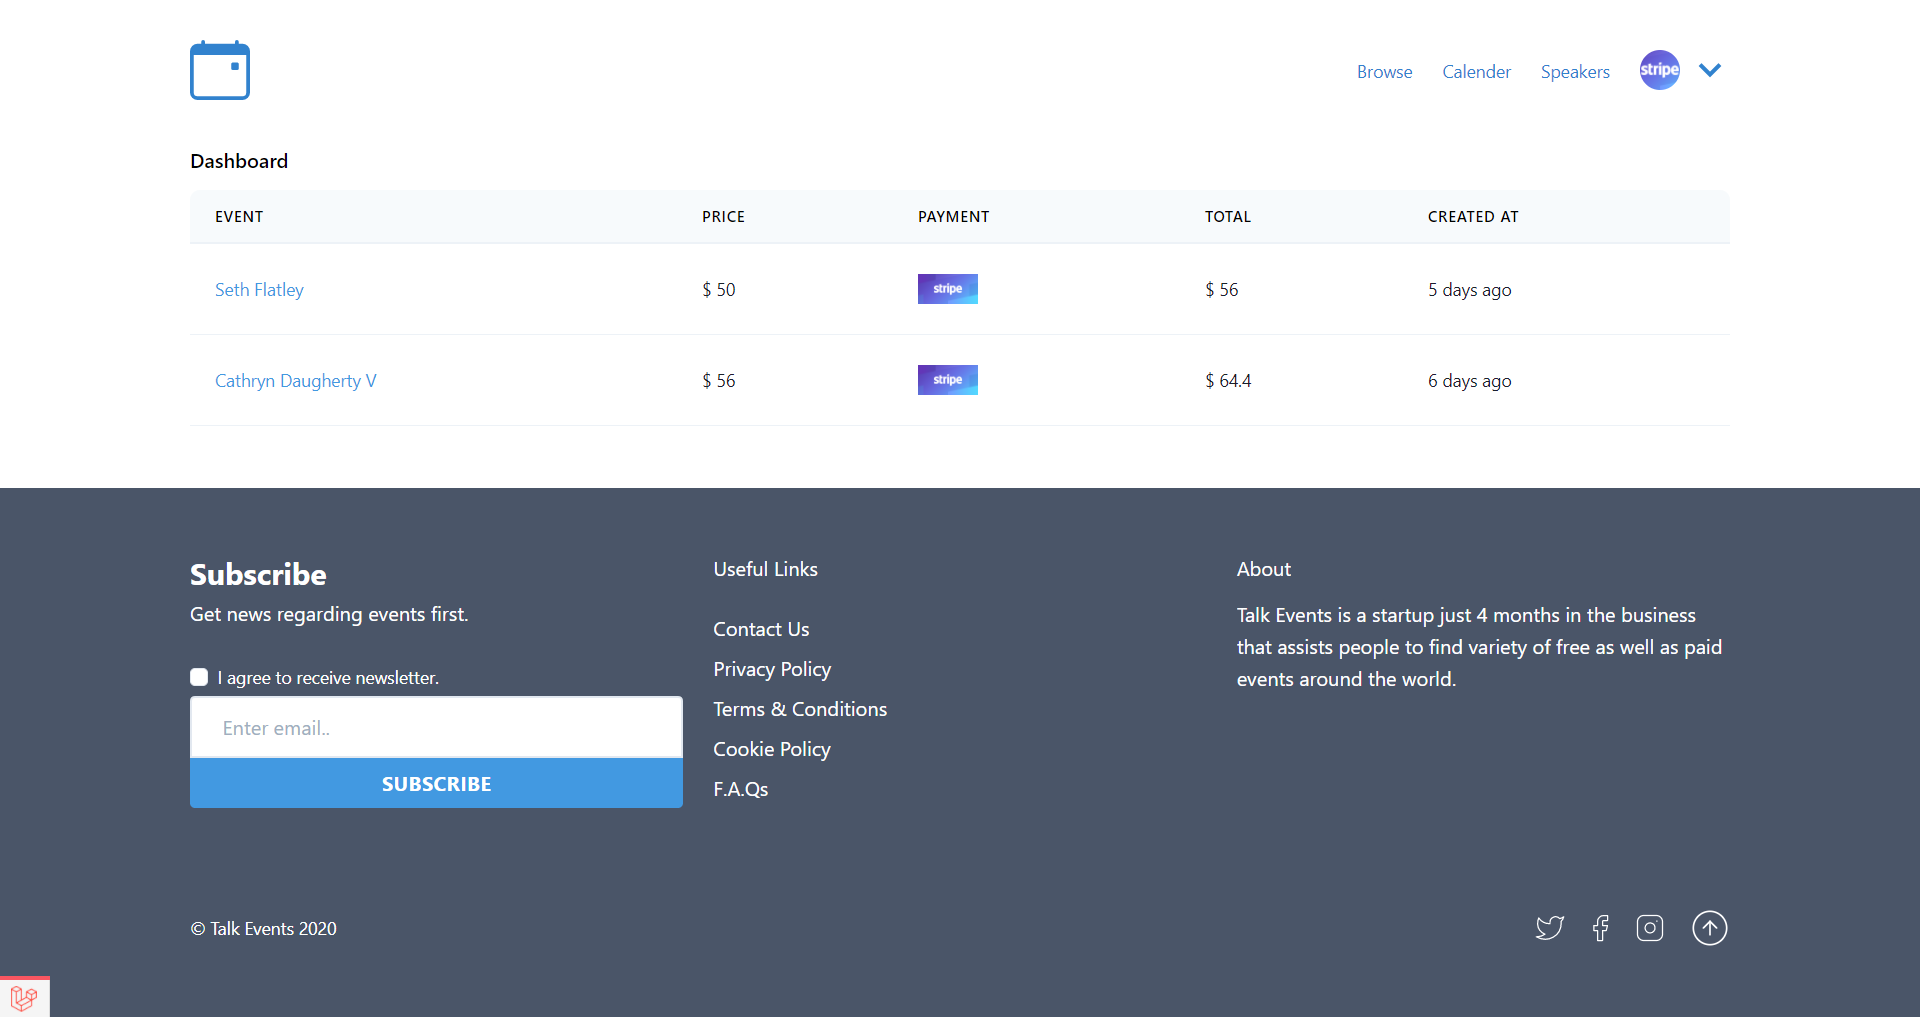 Browse Calender Speakers stripe
Dashboard
EVENT PRICE PAYMENT TOTAL CREATED AT
Seth Flatley $ 50 stripe $ 56 5 days ago
Cathryn Daugherty V $ 56 stripe $ 64.4 6 days ago
Subscribe
Get news regarding events first.
I agree to receive newsletter.
Enter email..
SUBSCRIBE
Useful Links
Contact Us
Privacy Policy
Terms & Conditions
Cookie Policy
F.A.Qs
About
Talk Events is a startup just 4 months in the business
that assists people to find variety of free as well as paid
events around the world.
© Talk Events 2020